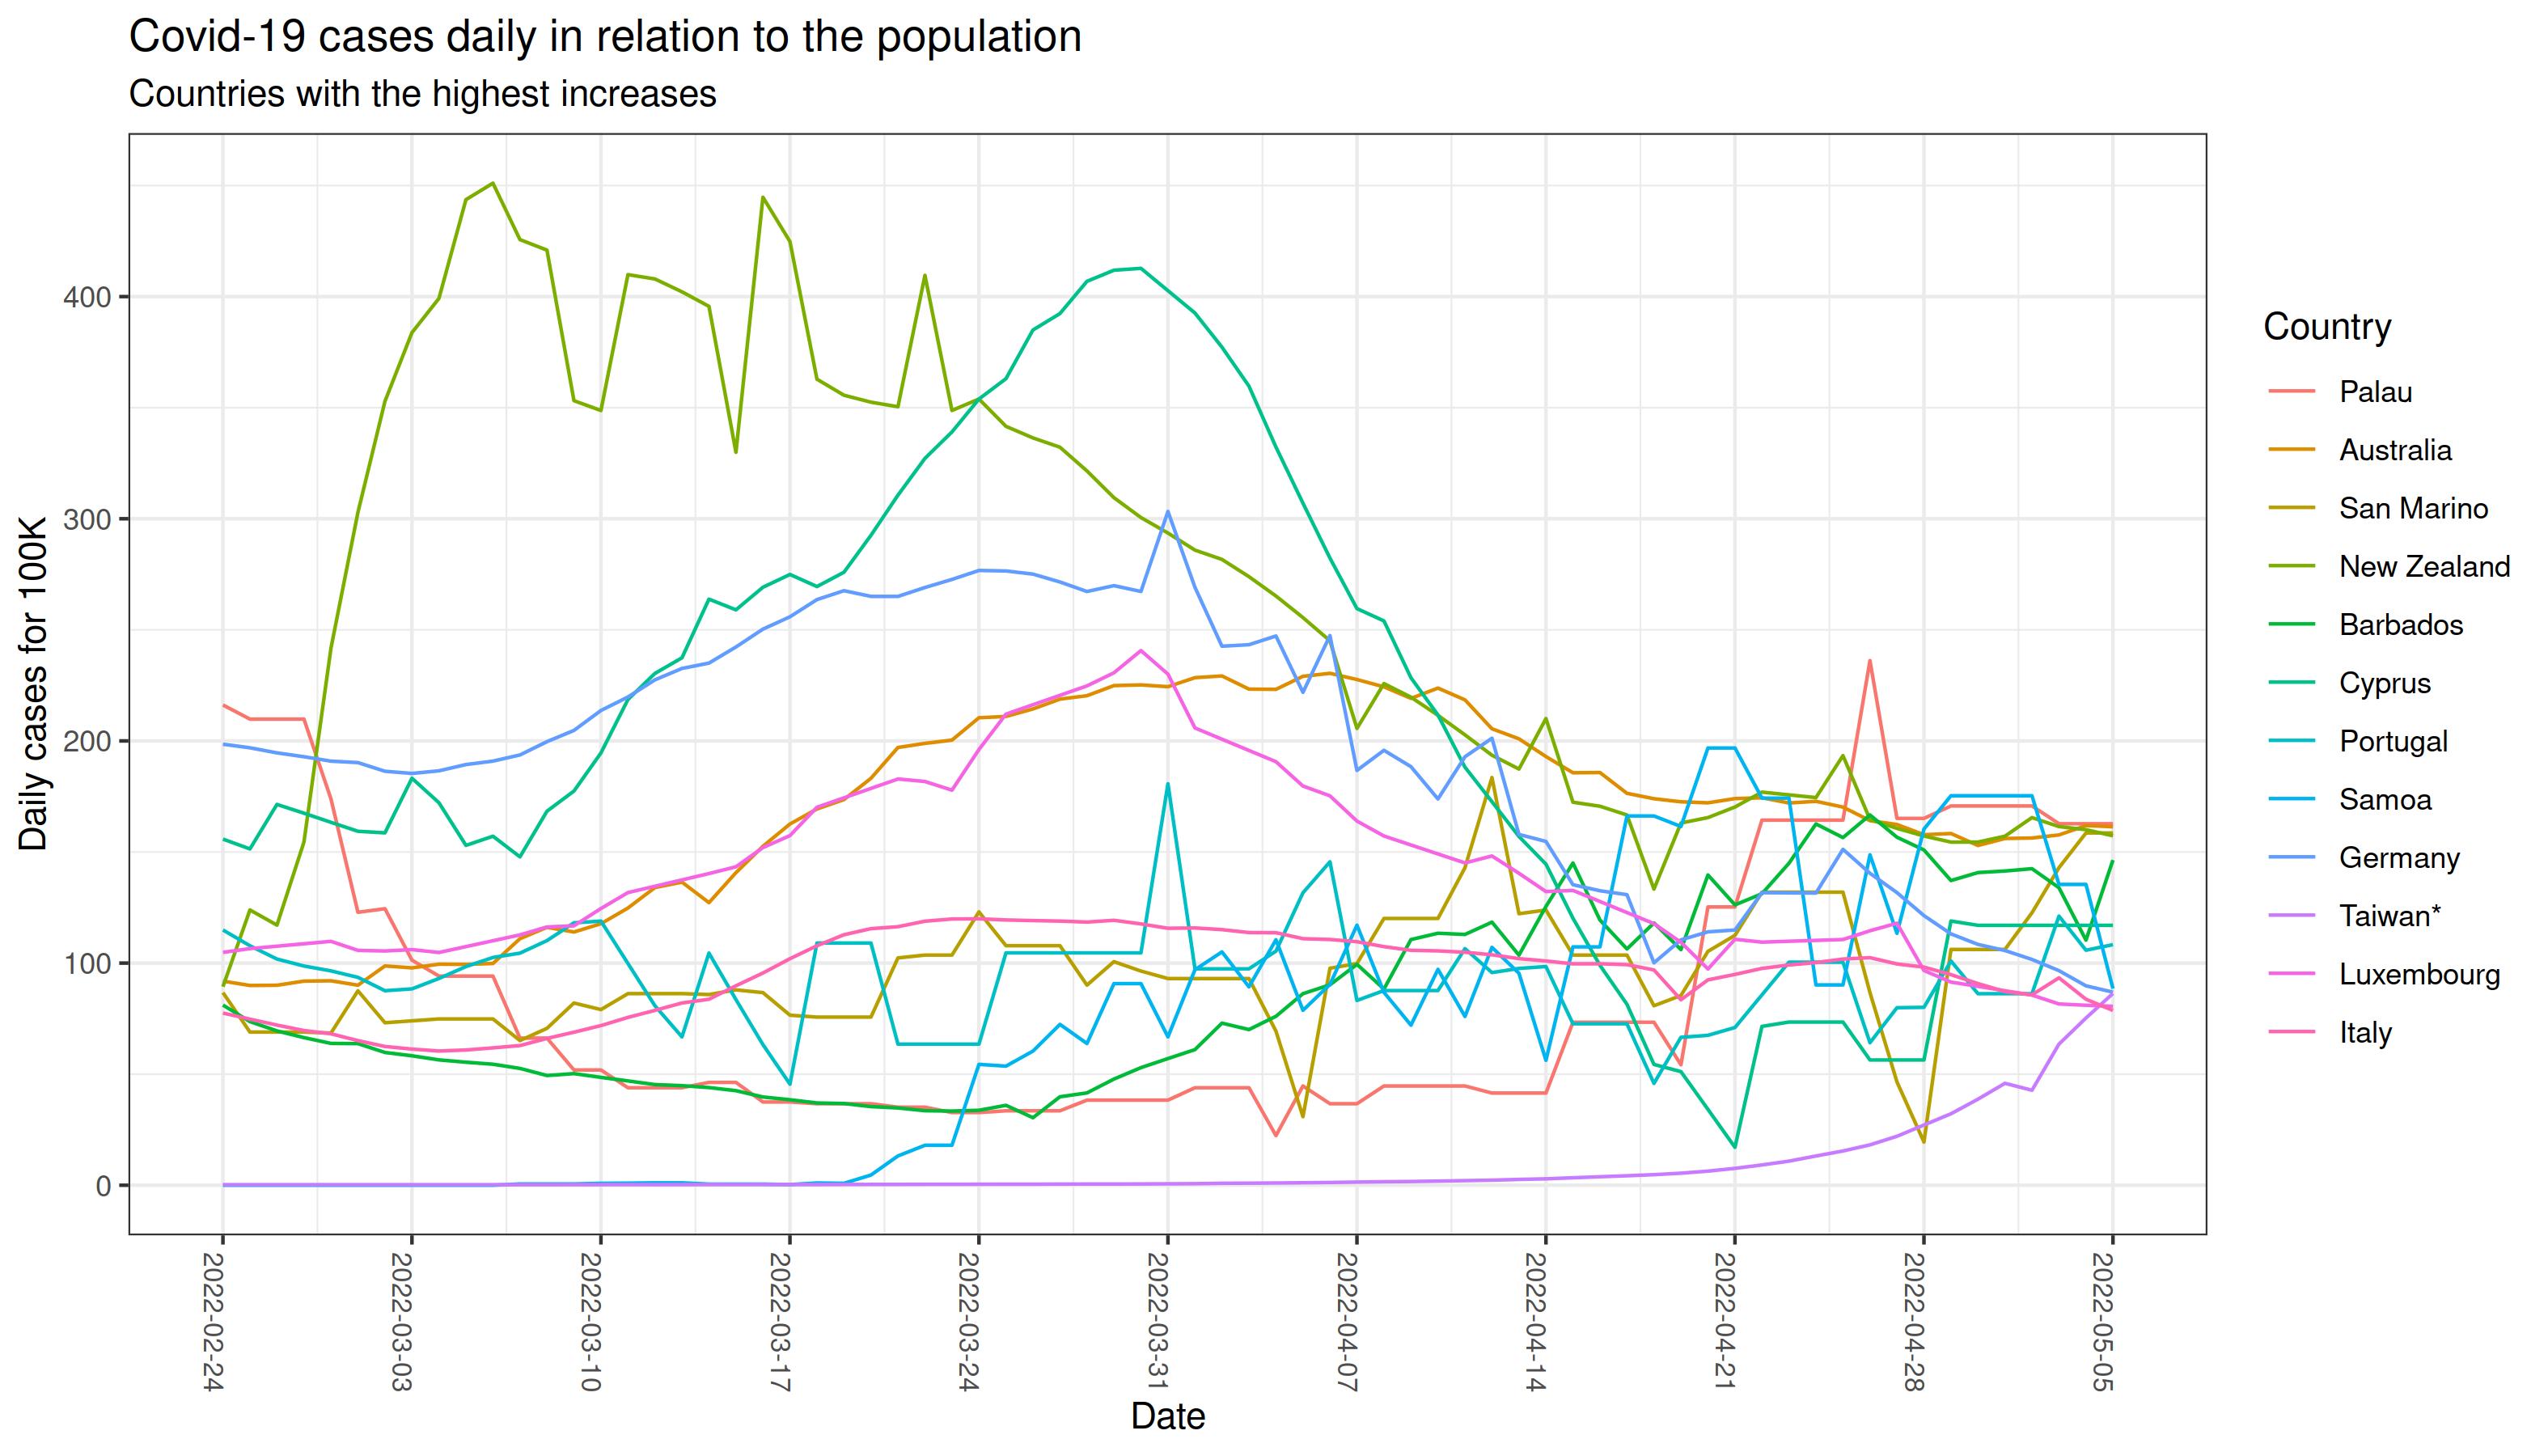 Covid-19 cases daily in relation to the population
Countries with the highest increases
Daily cases for 100K
400
300
200
100
0
2022-02-24
2022-03-03
2022-03-10
2022-03-17
2022-03-24
2022-03-31
2022-04-07
2022-04-14
2022-04-21
2022-04-28
2022-05-05
Date
Country
Palau
Australia
San Marino
New Zealand
Barbados
Cyprus
Portugal
Samoa
Germany
Taiwan*
Luxembourg
Italy